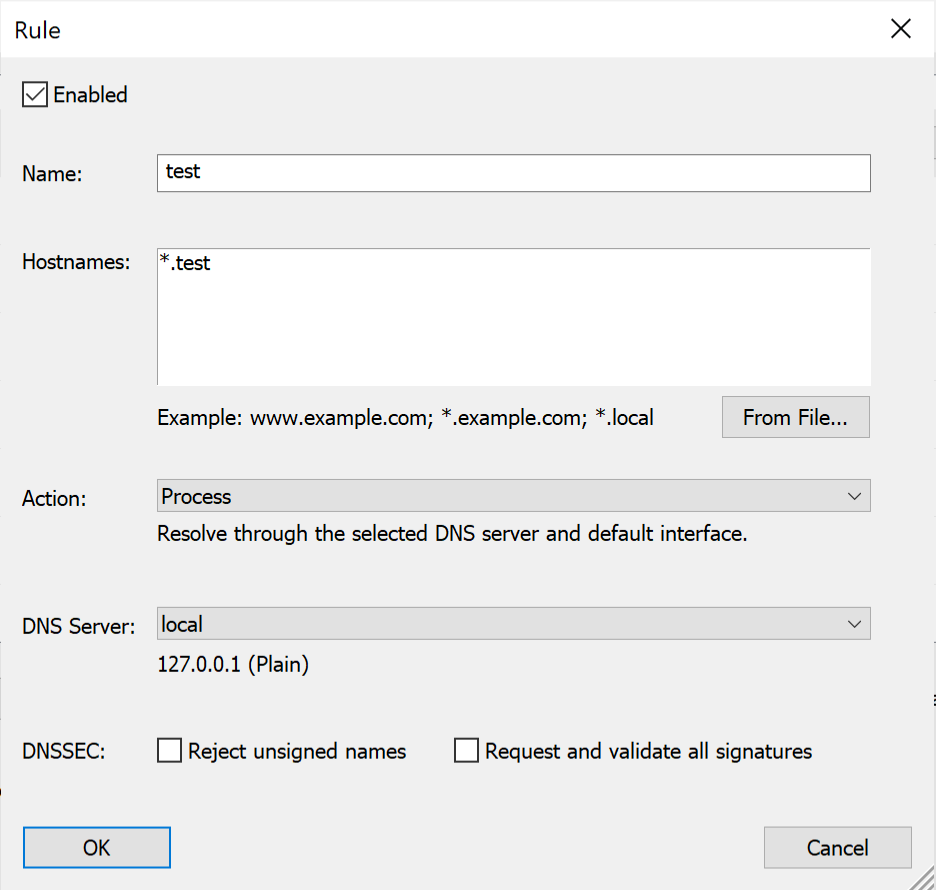 Rule
Enabled
Name: test
Hostnames: *.test
Example: www.example.com; *.example.com; *.local From File...
Action: Process
Resolve through the selected DNS server and default interface.
DNS Server: local
127.0.0.1 (Plain)
DNSSEC: Reject unsigned names Request and validate all signatures
OK Cancel